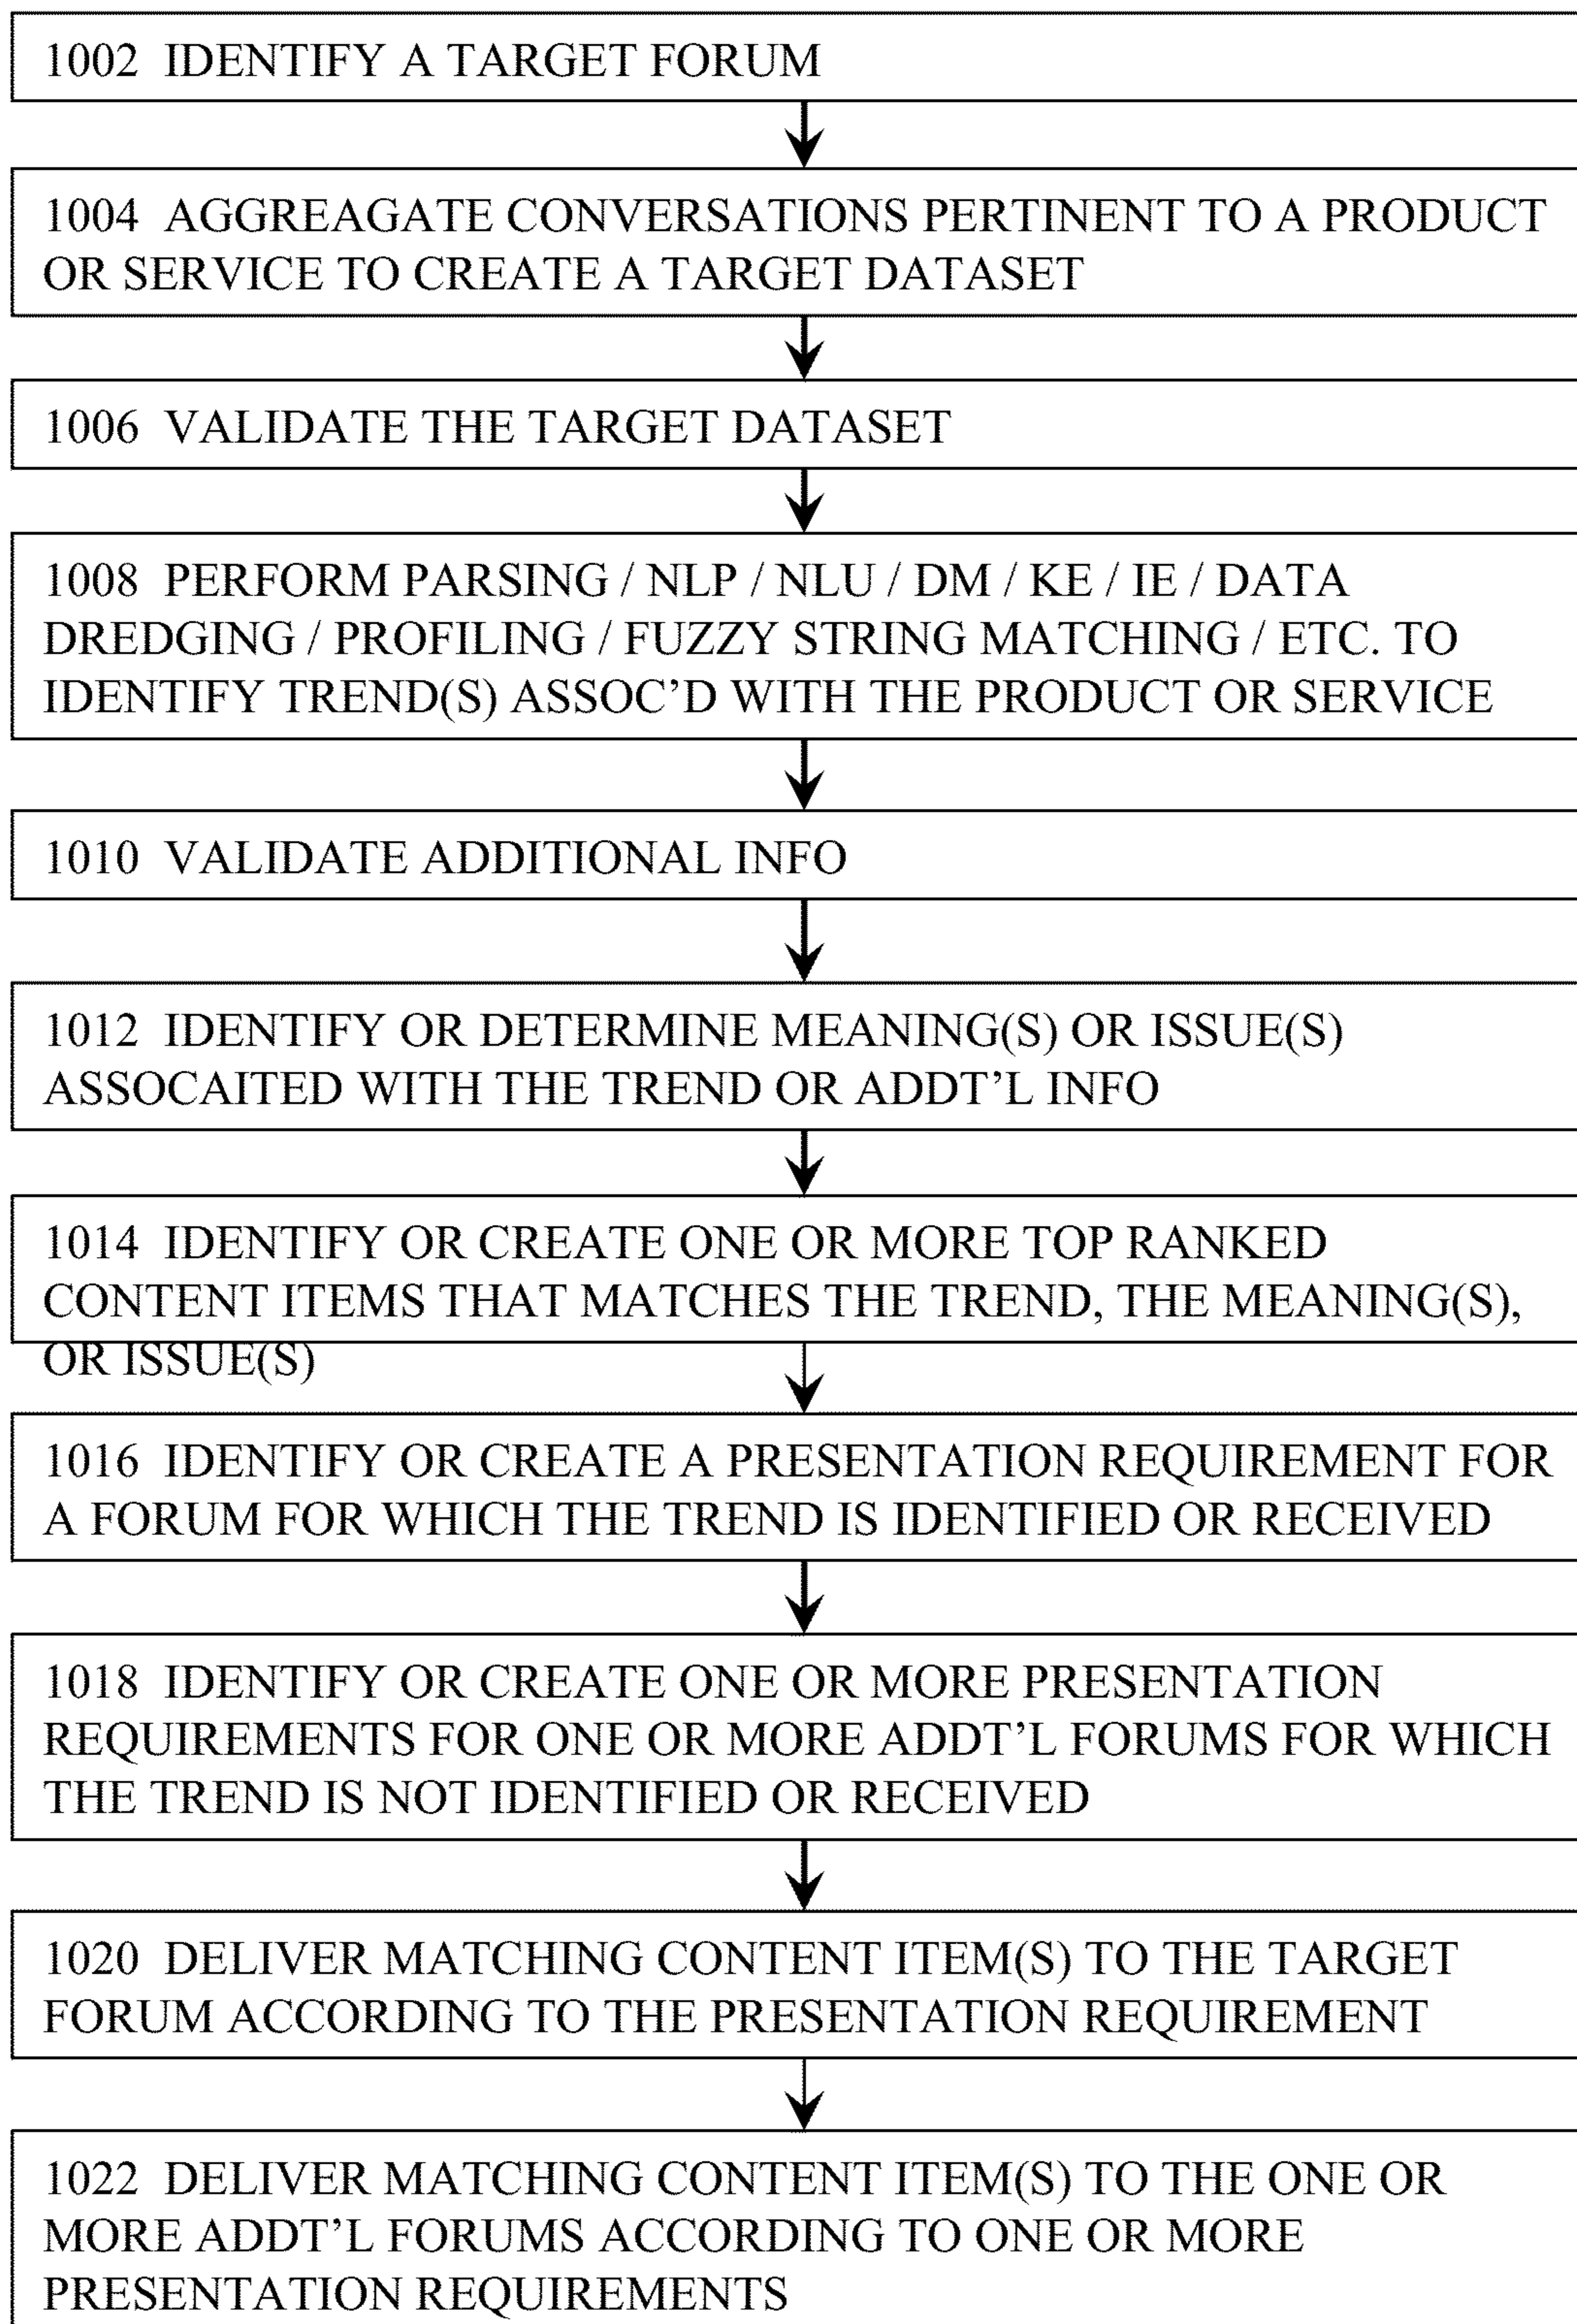 1002 IDENTIFY A TARGET FORUM
1004 AGGREAGATE CONVERSATIONS PERTINENT TO A PRODUCT
OR SERVICE TO CREATE A TARGET DATASET
1006 VALIDATE THE TARGET DATASET
1008 PERFORM PARSING / NLP / NLU / DM / KE / IE / DATA
DREDGING / PROFILING / FUZZY STRING MATCHING / ETC. TO
IDENTIFY TREND(S) ASSOC’D WITH THE PRODUCT OR SERVICE
1010 VALIDATE ADDITIONAL INFO
1012 IDENTIFY OR DETERMINE MEANING(S) OR ISSUE(S)
ASSOCAITED WITH THE TREND OR ADDT’L INFO
1014 IDENTIFY OR CREATE ONE OR MORE TOP RANKED
CONTENT ITEMS THAT MATCHES THE TREND, THE MEANING(S),
OR ISSUE(S)
1016 IDENTIFY OR CREATE A PRESENTATION REQUIREMENT FOR
A FORUM FOR WHICH THE TREND IS IDENTIFIED OR RECEIVED
1018 IDENTIFY OR CREATE ONE OR MORE PRESENTATION
REQUIREMENTS FOR ONE OR MORE ADDT’L FORUMS FOR WHICH
THE TREND IS NOT IDENTIFIED OR RECEIVED
1020 DELIVER MATCHING CONTENT ITEM(S) TO THE TARGET
FORUM ACCORDING TO THE PRESENTATION REQUIREMENT
1022 DELIVER MATCHING CONTENT ITEM(S) TO THE ONE OR
MORE ADDT’L FORUMS ACCORDING TO ONE OR MORE
PRESENTATION REQUIREMENTS